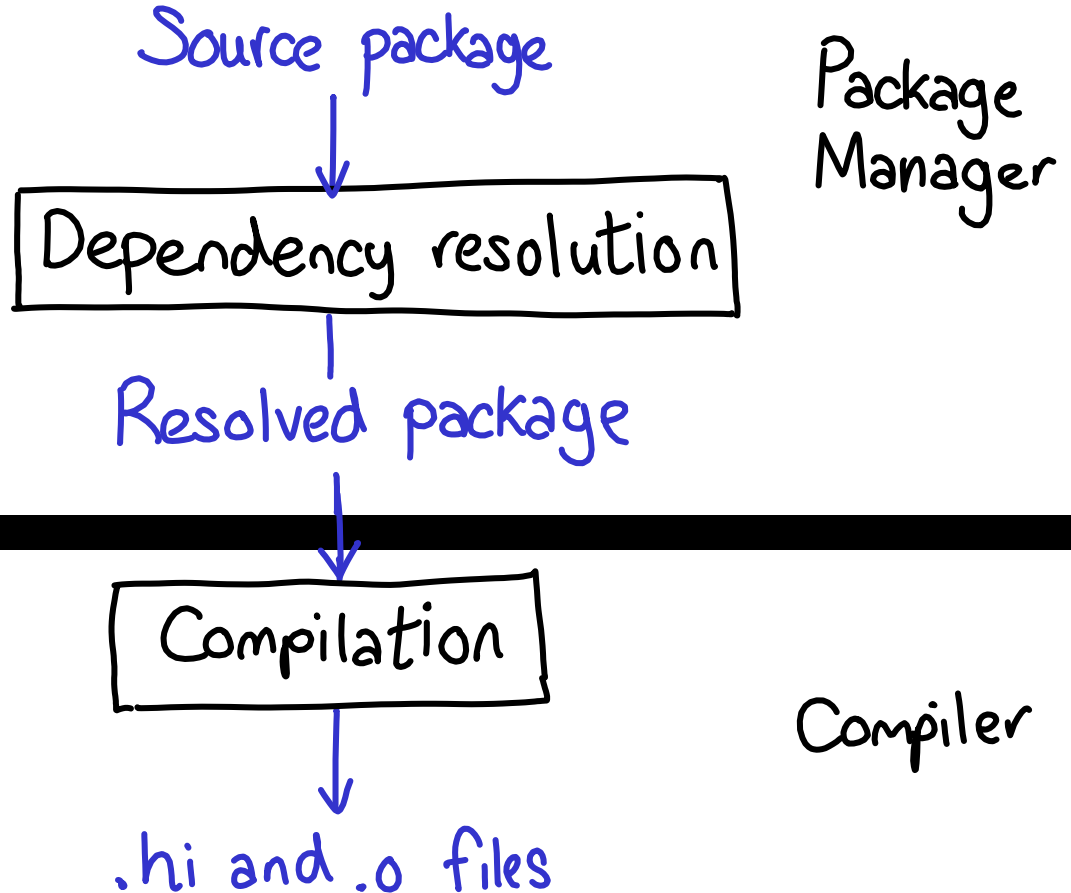 Source package
Package
Manager
Dependency resolution
Resolved package
Compilation
Compiler
.hi and .o files